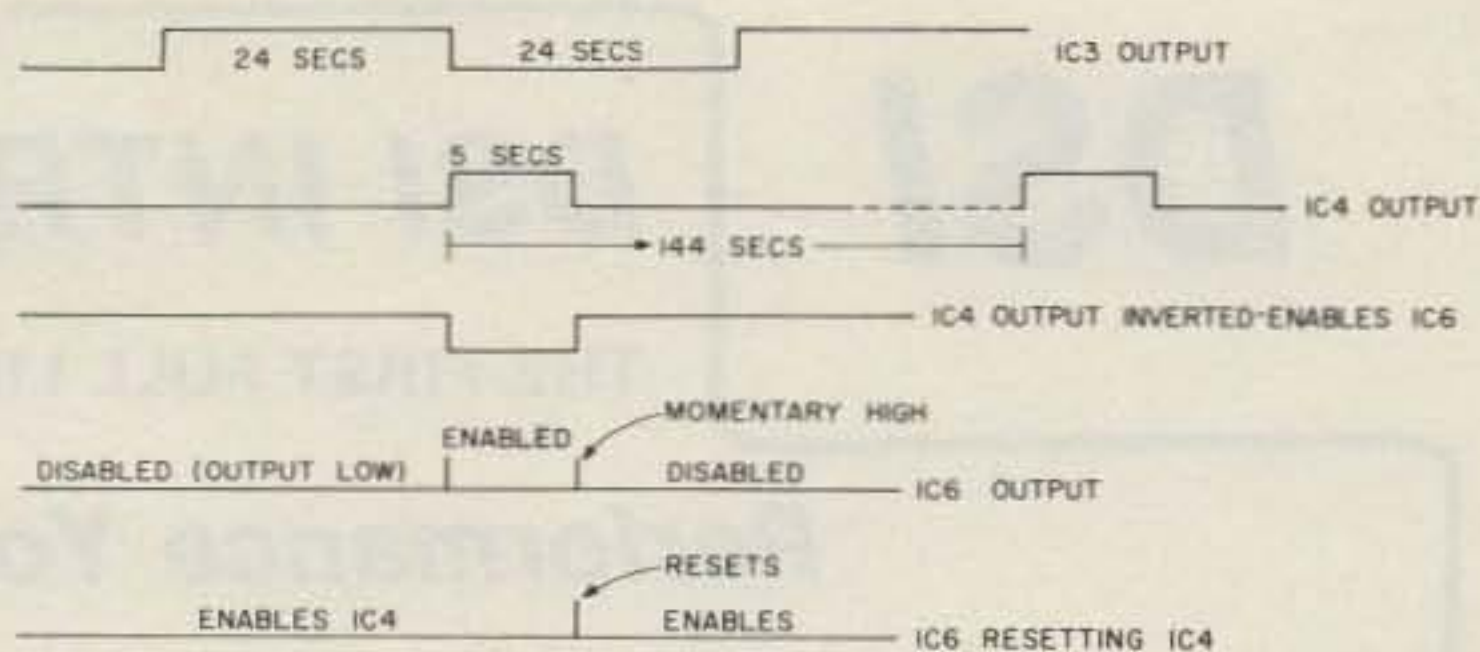 24 SECS 24 SECS IC3 OUTPUT
5 SECS
IC4 OUTPUT
144 SECS
IC4 OUTPUT INVERTED-ENABLES IC6
MOMENTARY HIGH
ENABLED
DISABLED (OUTPUT LOW) DISABLED
IC6 OUTPUT
RESETS
ENABLES IC4 ENABLES
IC6 RESETTING IC4